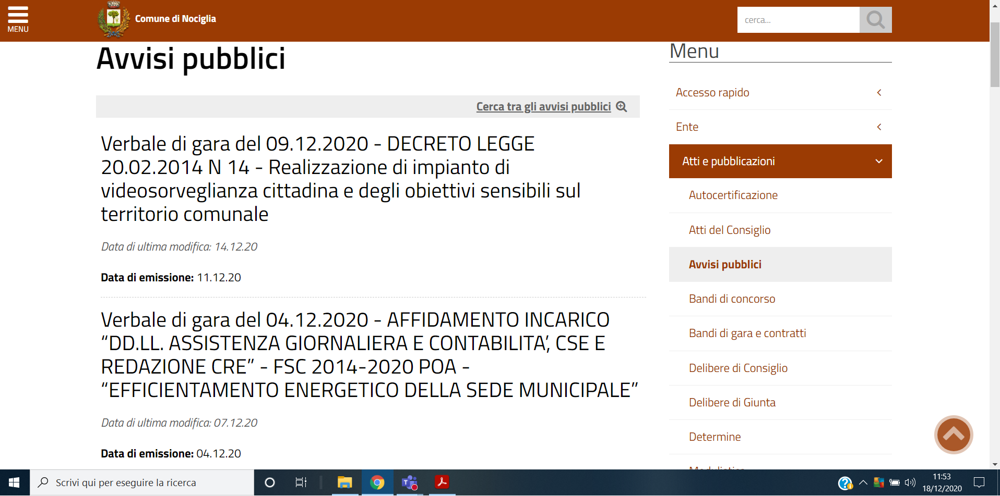 MENU
Comune di Nociglia
cerca...
Avvisi pubblici
Cerca tra gli avvisi pubblici
Verbale di gara del 09.12.2020 - DECRETO LEGGE
20.02.2014 N 14 - Realizzazione di impianto di
videosorveglianza cittadina e degli obiettivi sensibili sul
territorio comunale
Data di ultima modifica: 14.12.20
Data di emissione: 11.12.20
Verbale di gara del 04.12.2020 - AFFIDAMENTO INCARICO
“DD.LL. ASSISTENZA GIORNALIERA E CONTABILITA’, CSE E
REDAZIONE CRE” - FSC 2014-2020 POA -
“EFFICIENTAMENTO ENERGETICO DELLA SEDE MUNICIPALE”
Data di ultima modifica: 07.12.20
Data di emissione: 04.12.20
Menu
Accesso rapido
Ente
Atti e pubblicazioni
Autocertificazione
Atti del Consiglio
Avvisi pubblici
Bandi di concorso
Bandi di gara e contratti
Delibere di Consiglio
Delibere di Giunta
Determine
Modulistica
Scrivi qui per eseguire la ricerca
11:53
18/12/2020